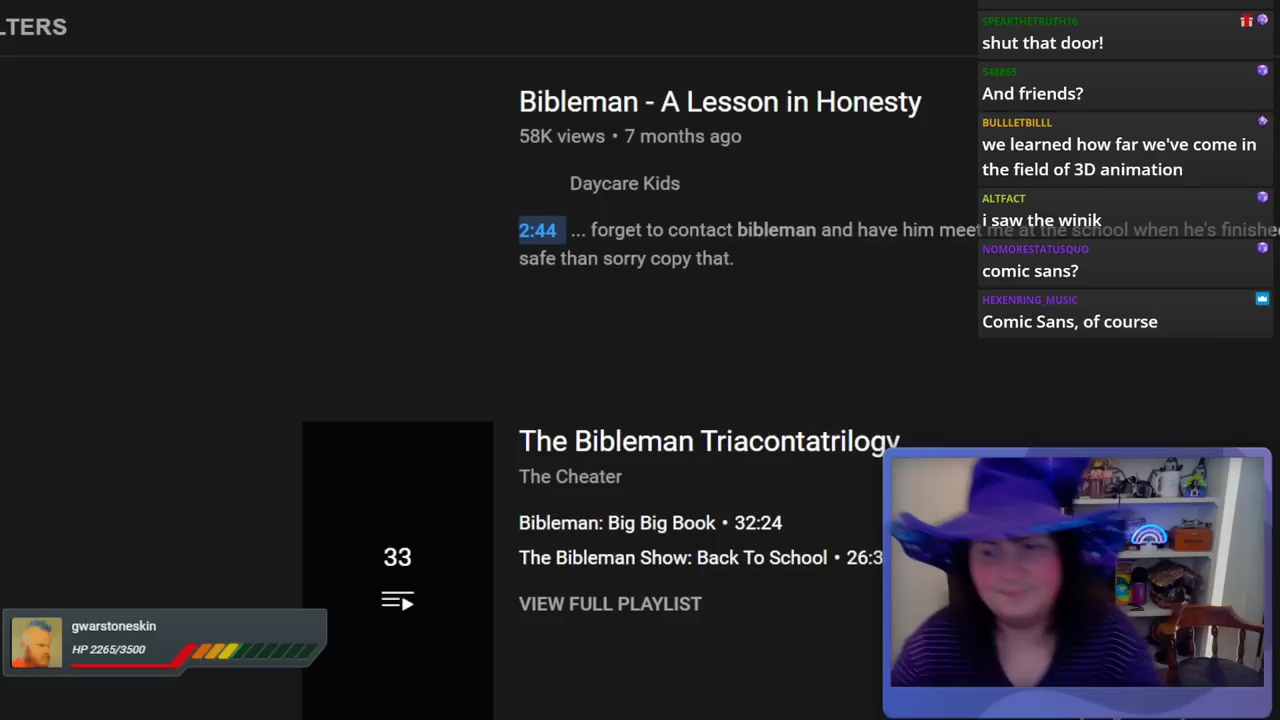 LTERS
Bibleman - A Lesson in Honesty
58K views • 7 months ago
Daycare Kids
2:44 ... forget to contact bibleman and have him meet me at the school when he's finished
safe than sorry copy that.
The Bibleman Triacontatrilogy
The Cheater
Bibleman: Big Big Book • 32:24
The Bibleman Show: Back To School • 26:3
VIEW FULL PLAYLIST
33
gwarstoneskin
HP 2265/3500
SPEAKTHETRUTH16
shut that door!
548865
And friends?
BULLLETBILLL
we learned how far we've come in
the field of 3D animation
ALTFACT
i saw the winik
NOMORESTATUSQUO
comic sans?
HEXENRING_MUSIC
Comic Sans, of course